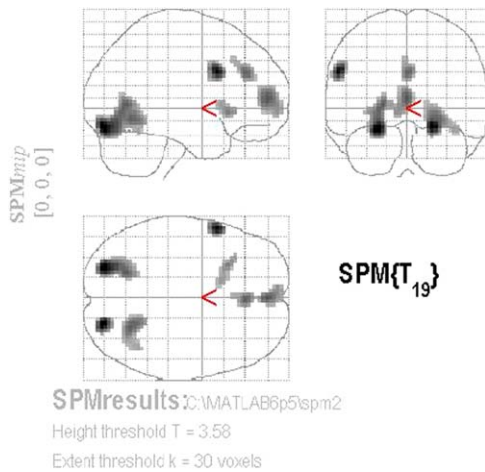 SPMmip
[0, 0, 0]
<
<
<
SPM{T19}
SPMresults:C:\MATLAB6p5\spm2
Height threshold T = 3.58
Extent threshold k = 30 voxels